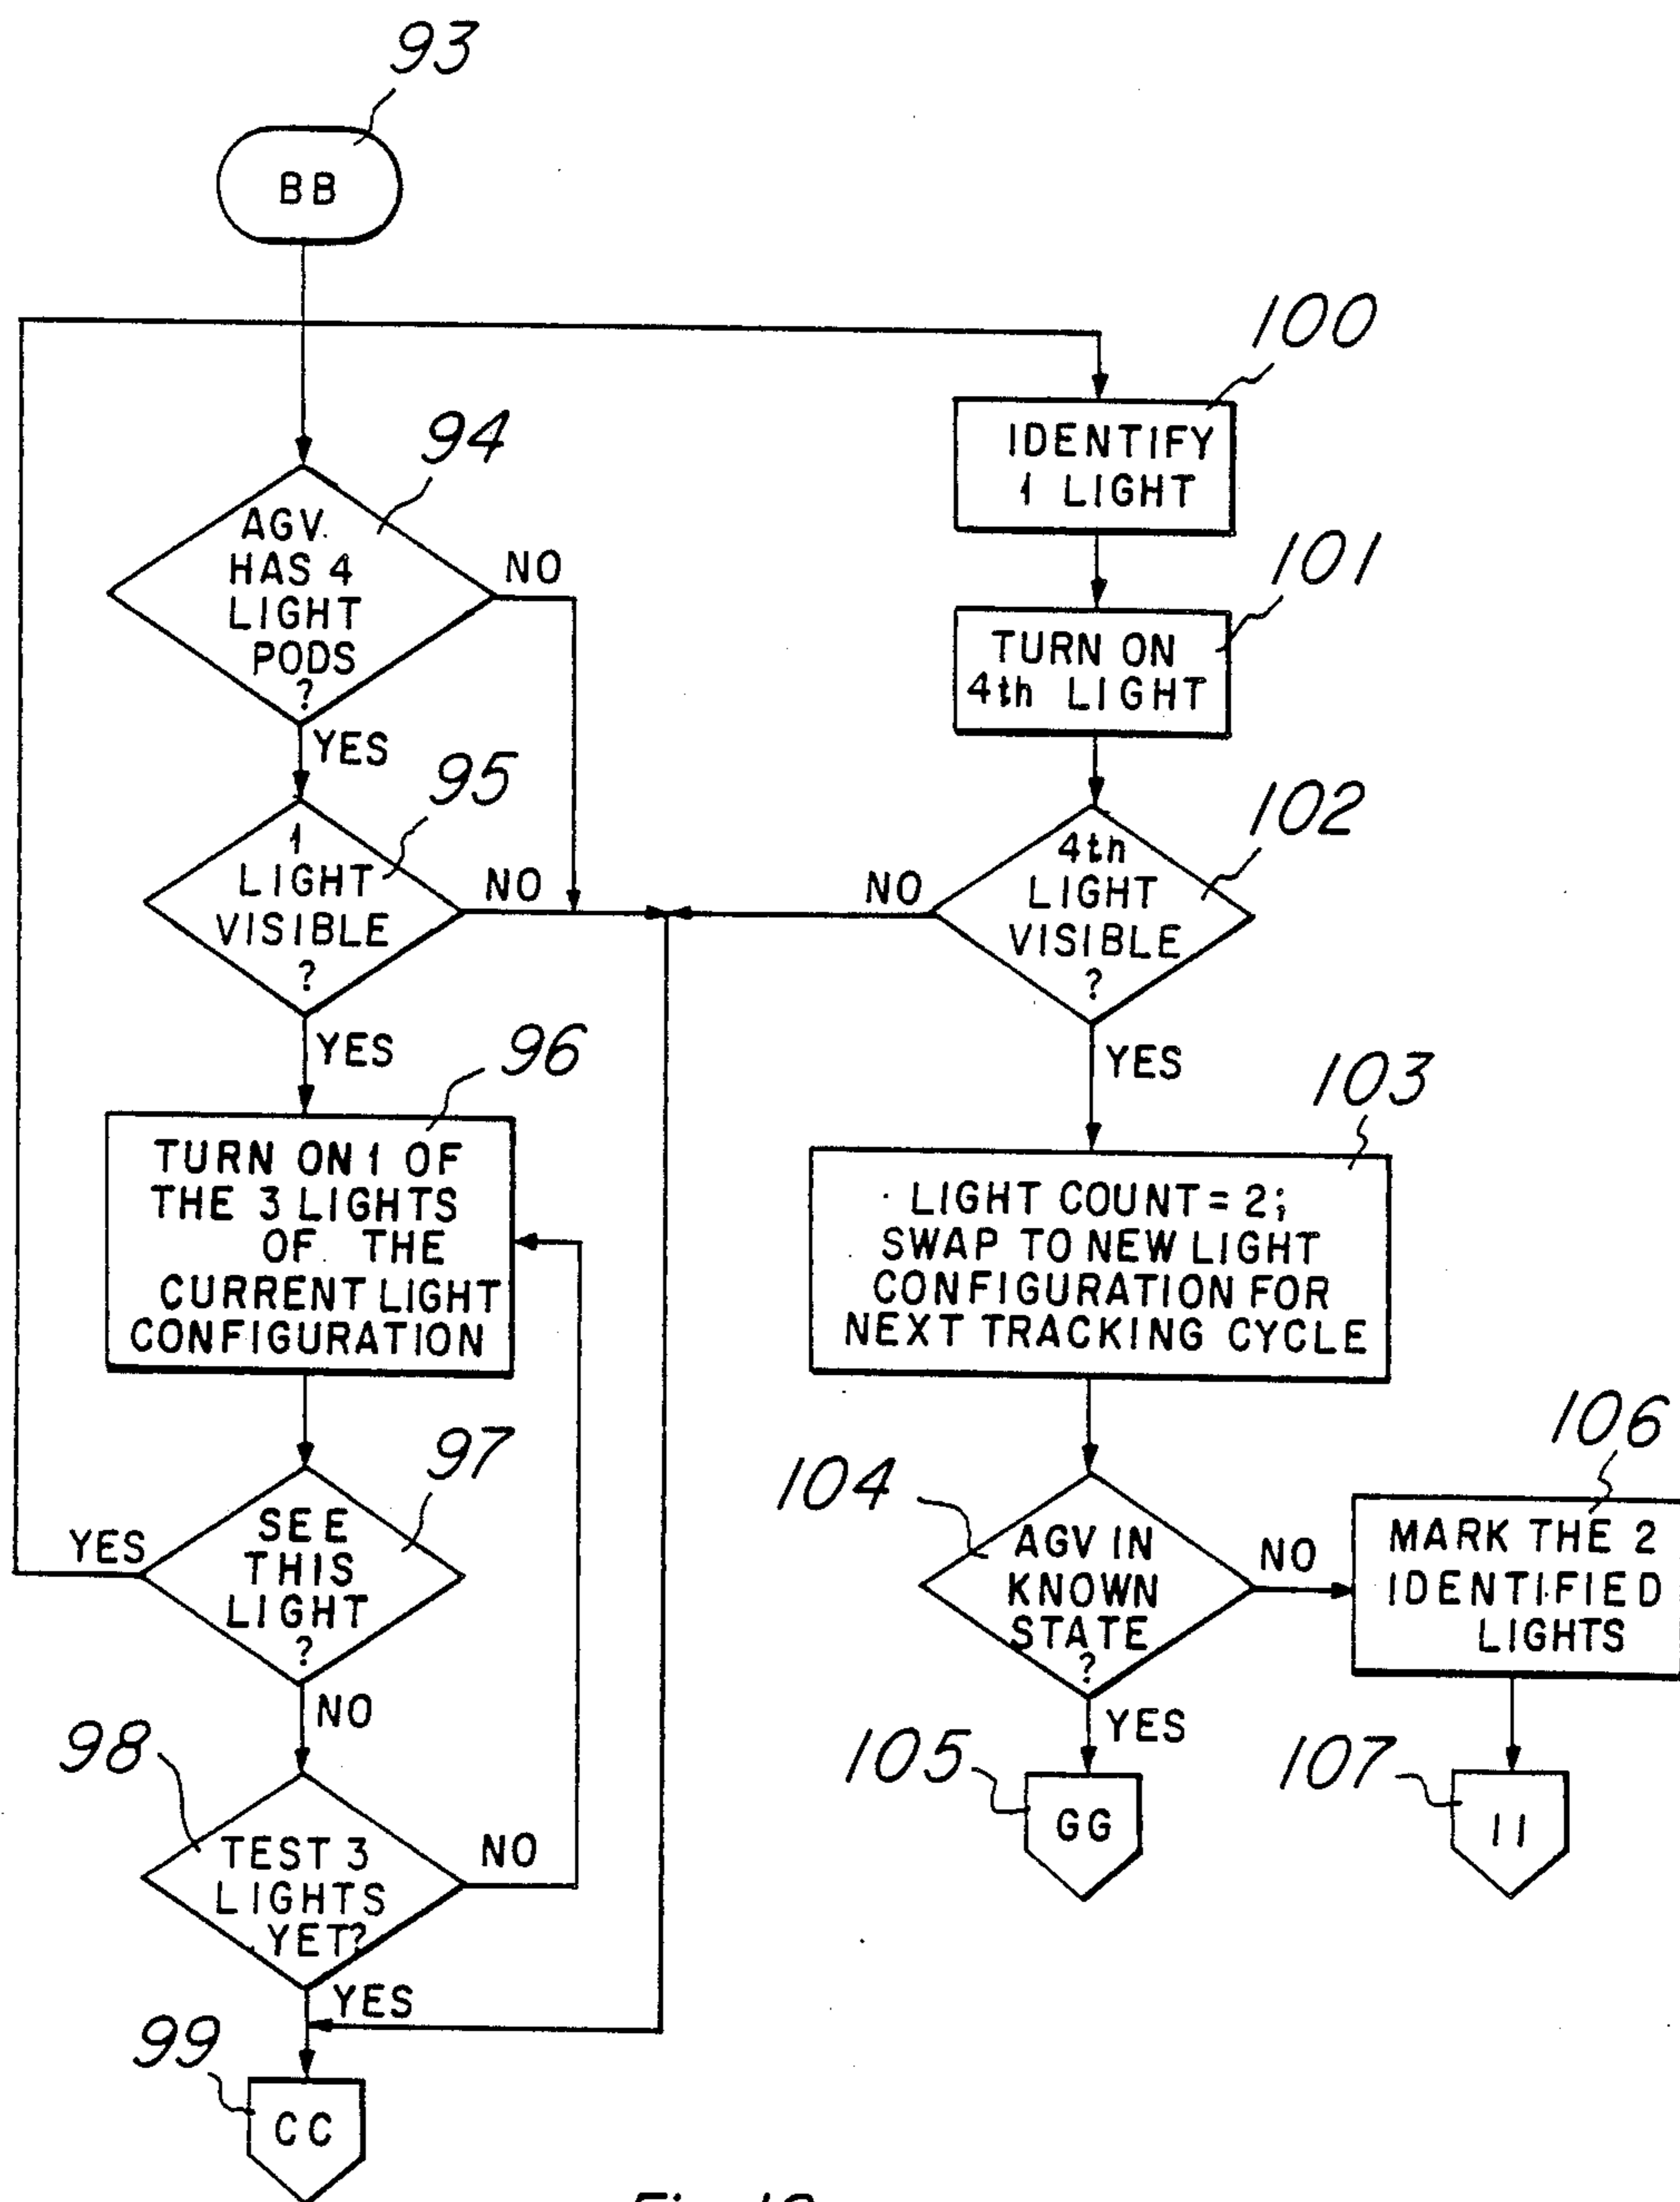 93
BB
94
AGV.
HAS 4
LIGHT
PODS
?
NO
YES
95
1
LIGHT
VISIBLE
?
NO
YES
96
TURN ON 1 OF
THE 3 LIGHTS
OF THE
CURRENT LIGHT
CONFIGURATION
97
SEE
THIS
LIGHT
?
YES
NO
98
TEST 3
LIGHTS
YET?
NO
YES
99
CC
100
IDENTIFY
1 LIGHT
101
TURN ON
4th LIGHT
102
4th
LIGHT
VISIBLE
?
NO
YES
103
LIGHT COUNT = 2;
SWAP TO NEW LIGHT
CONFIGURATION FOR
NEXT TRACKING CYCLE
104
AGV IN
KNOWN
STATE
?
NO
YES
105
GG
106
MARK THE 2
IDENTIFIED
LIGHTS
107
II